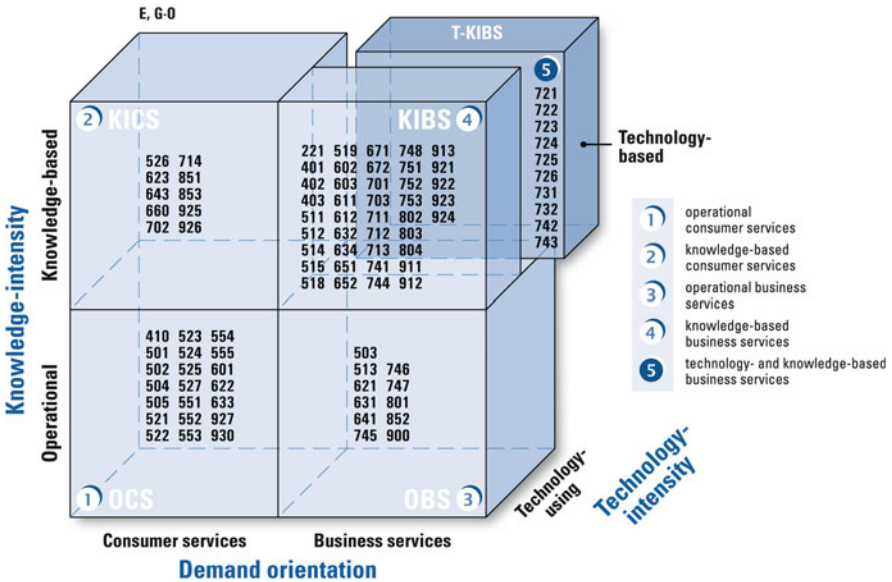 E, G-O
T-KIBS
5
721
722
723
724
725
726
731
732
742
743
Technology-
based
2 KICS
526 714
623 851
643 853
660 925
702 926
KIBS 4
221 519 671 748 913
401 602 672 751 921
402 603 701 752 922
403 611 703 753 923
511 612 711 802 924
512 632 712 803
514 634 713 804
515 651 741 911
518 652 744 912
410 523 554
501 524 555
502 525 601
504 527 622
505 551 633
521 552 927
522 553 930
1 OCS
503
513 746
621 747
631 801
641 852
745 900
OBS 3
Knowledge-intensity
Knowledge-based
Operational
Consumer services
Business services
Demand orientation
Technology-
using
Technology-
intensity
1 operational
consumer services
2 knowledge-based
consumer services
3 operational business
services
4 knowledge-based
business services
5 technology- and knowledge-based
business services